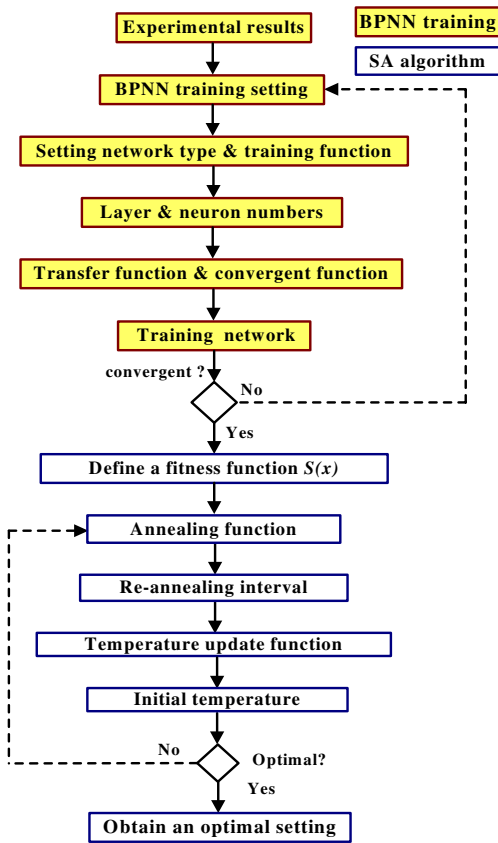 Experimental results
BPNN training
SA algorithm
BPNN training setting
Setting network type & training function
Layer & neuron numbers
Transfer function & convergent function
Training network
convergent ?
No
Yes
Define a fitness function S(x)
Annealing function
Re-annealing interval
Temperature update function
Initial temperature
No
Optimal?
Yes
Obtain an optimal setting